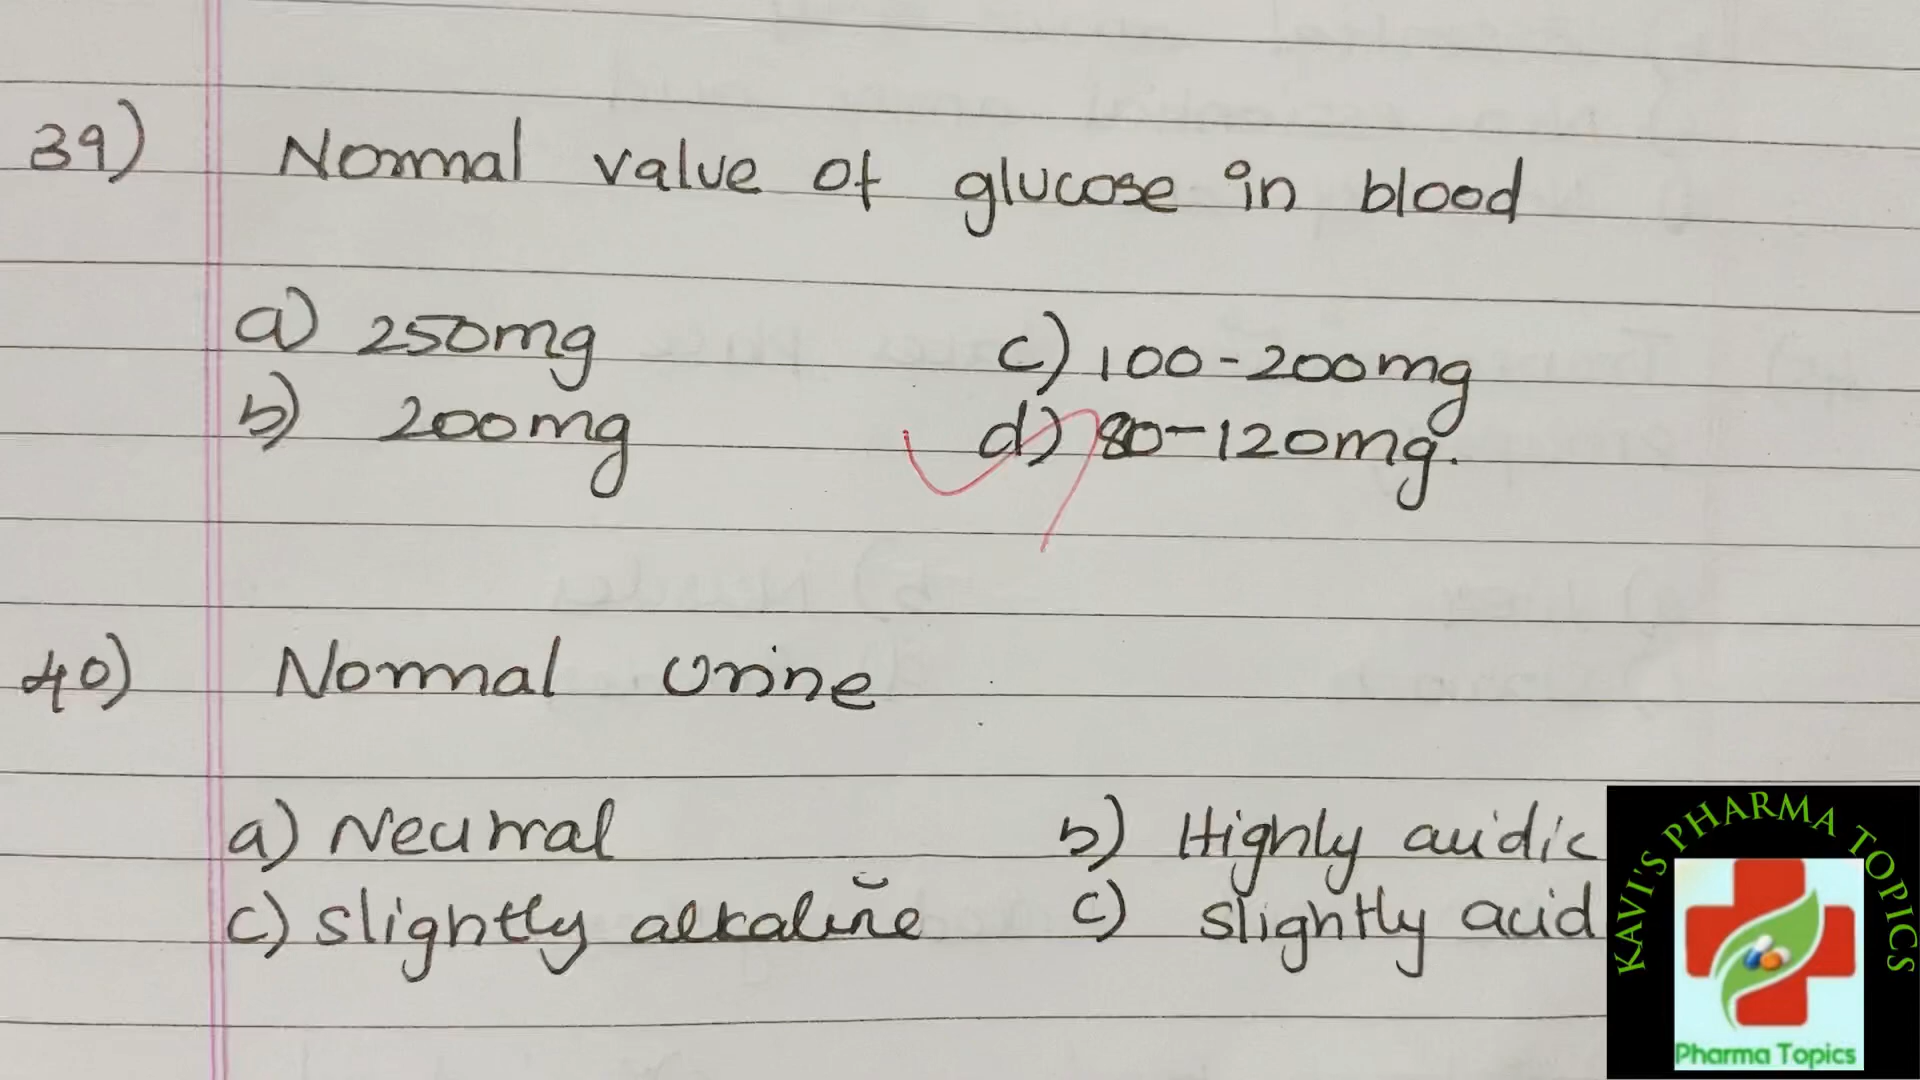 39) Normal value of glucose in blood
a) 250mg c) 100-200mg
b) 200mg d) 80-120mg.
40) Normal urine
a) Neutral b) Highly acidic
c) slightly alkaline c) slightly acid
KAVI'S PHARMA TOPICS
Pharma Topics